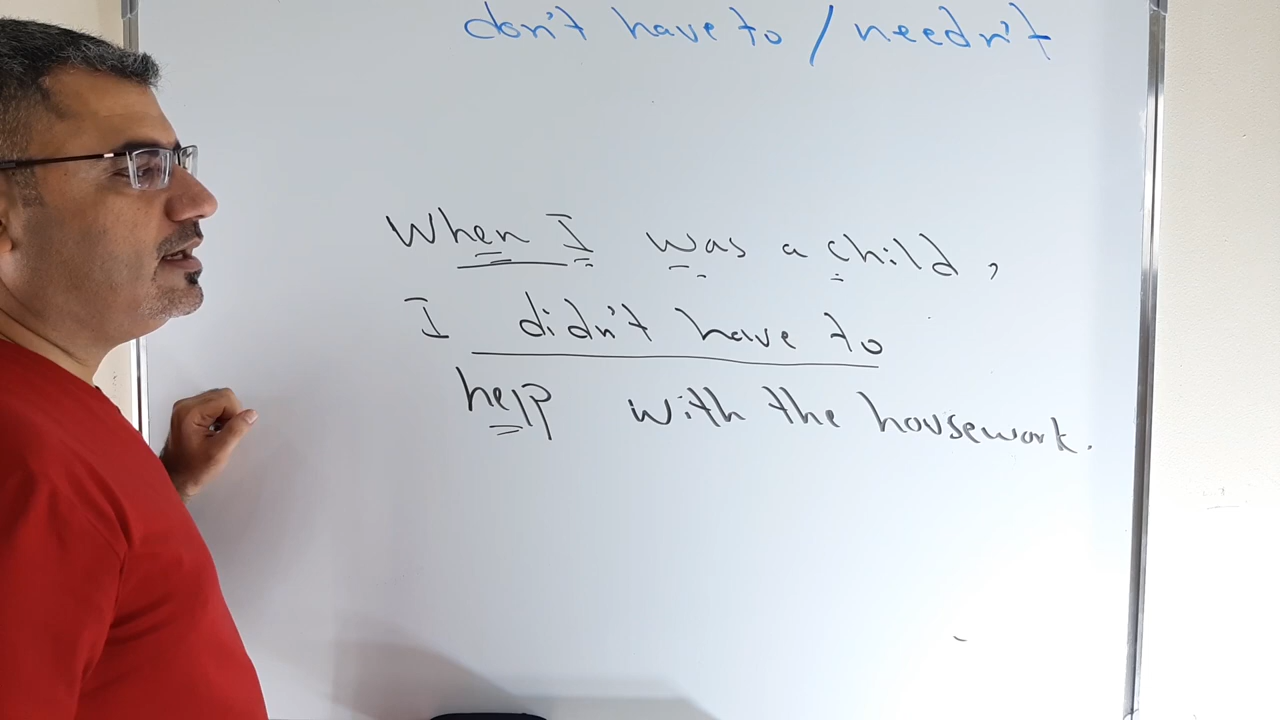 don't have to / needn't
When I was a child,
I didn't have to
help with the housework.